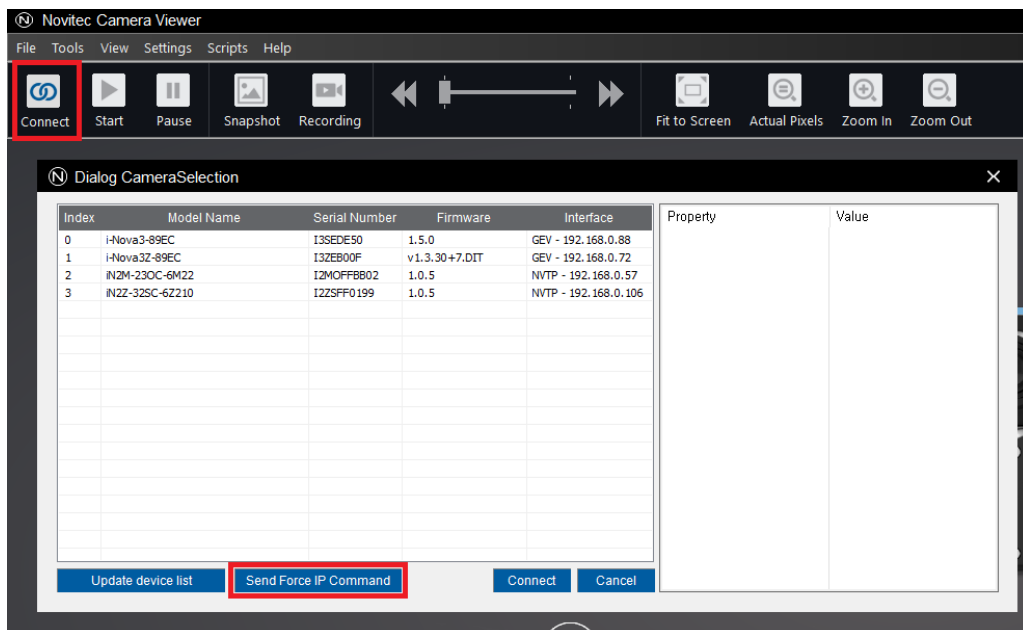 Novitec Camera Viewer
File Tools View Settings Scripts Help
Connect Start Pause Snapshot Recording Fit to Screen Actual Pixels Zoom In Zoom Out
Dialog CameraSelection
Index Model Name Serial Number Firmware Interface Property Value
0 i-Nova3-89EC I3SEDE50 1.5.0 GEV - 192.168.0.88
1 i-Nova3Z-89EC I3ZEB00F v1.3.30+7.DIT GEV - 192.168.0.72
2 iN2M-23OC-6M22 I2MOFFBB02 1.0.5 NVTP - 192.168.0.57
3 iN2Z-32SC-6Z210 I2ZSFF0199 1.0.5 NVTP - 192.168.0.106
Update device list Send Force IP Command Connect Cancel